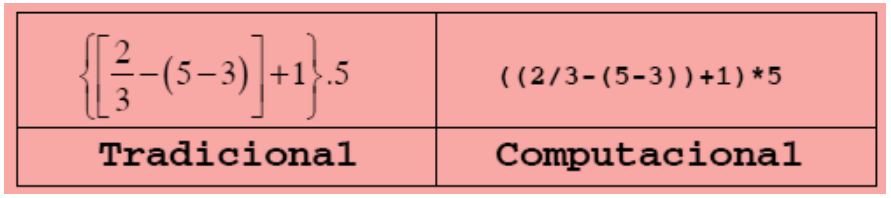 {[2/3−(5−3)]+1}.5
((2/3-(5-3))+1)*5
Tradicional
Computacional